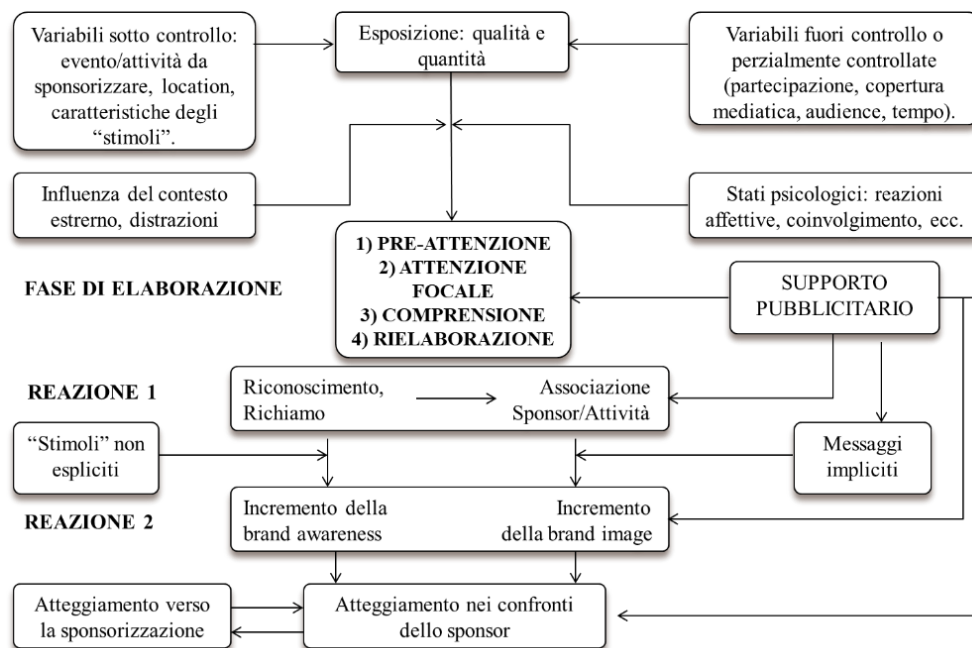 Variabili sotto controllo:
evento/attività da
sponsorizzare, location,
caratteristiche degli
“stimoli”.
Esposizione: qualità e
quantità
Variabili fuori controllo o
perzialmente controllate
(partecipazione, copertura
mediatica, audience, tempo).
Influenza del contesto
estrerno, distrazioni
Stati psicologici: reazioni
affettive, coinvolgimento, ecc.
1) PRE-ATTENZIONE
2) ATTENZIONE
FOCALE
3) COMPRENSIONE
4) RIELABORAZIONE
FASE DI ELABORAZIONE
SUPPORTO
PUBBLICITARIO
REAZIONE 1
Riconoscimento,
Richiamo
Associazione
Sponsor/Attività
“Stimoli” non
espliciti
Messaggi
impliciti
REAZIONE 2
Incremento della
brand awareness
Incremento
della brand image
Atteggiamento verso
la sponsorizzazione
Atteggiamento nei confronti
dello sponsor